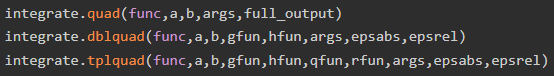 integrate.quad(func,a,b,args,full_output)
integrate.dblquad(func,a,b,gfun,hfun,args,epsabs,epsrel)
integrate.tplquad(func,a,b,gfun,hfun,qfun,rfun,args,epsabs,epsrel)